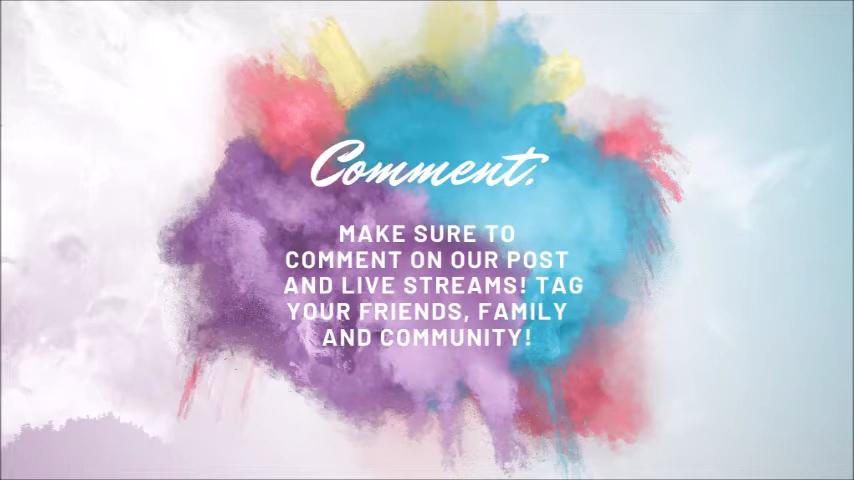 Comment.
MAKE SURE TO
COMMENT ON OUR POST
AND LIVE STREAMS! TAG
YOUR FRIENDS, FAMILY
AND COMMUNITY!